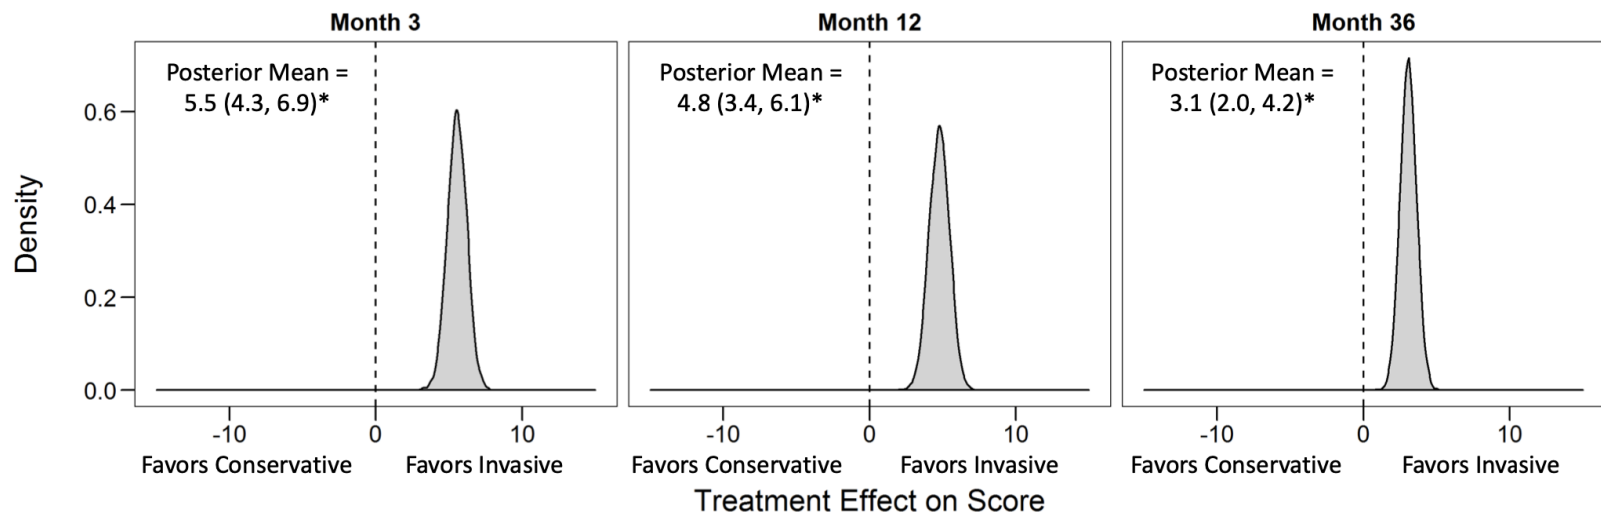 Month 3
Month 12
Month 36
Posterior Mean =
5.5 (4.3, 6.9)*
Posterior Mean =
4.8 (3.4, 6.1)*
Posterior Mean =
3.1 (2.0, 4.2)*
Density
0.6
0.4
0.2
0.0
-10 0 10
-10 0 10
-10 0 10
Favors Conservative Favors Invasive
Favors Conservative Favors Invasive
Favors Conservative Favors Invasive
Treatment Effect on Score